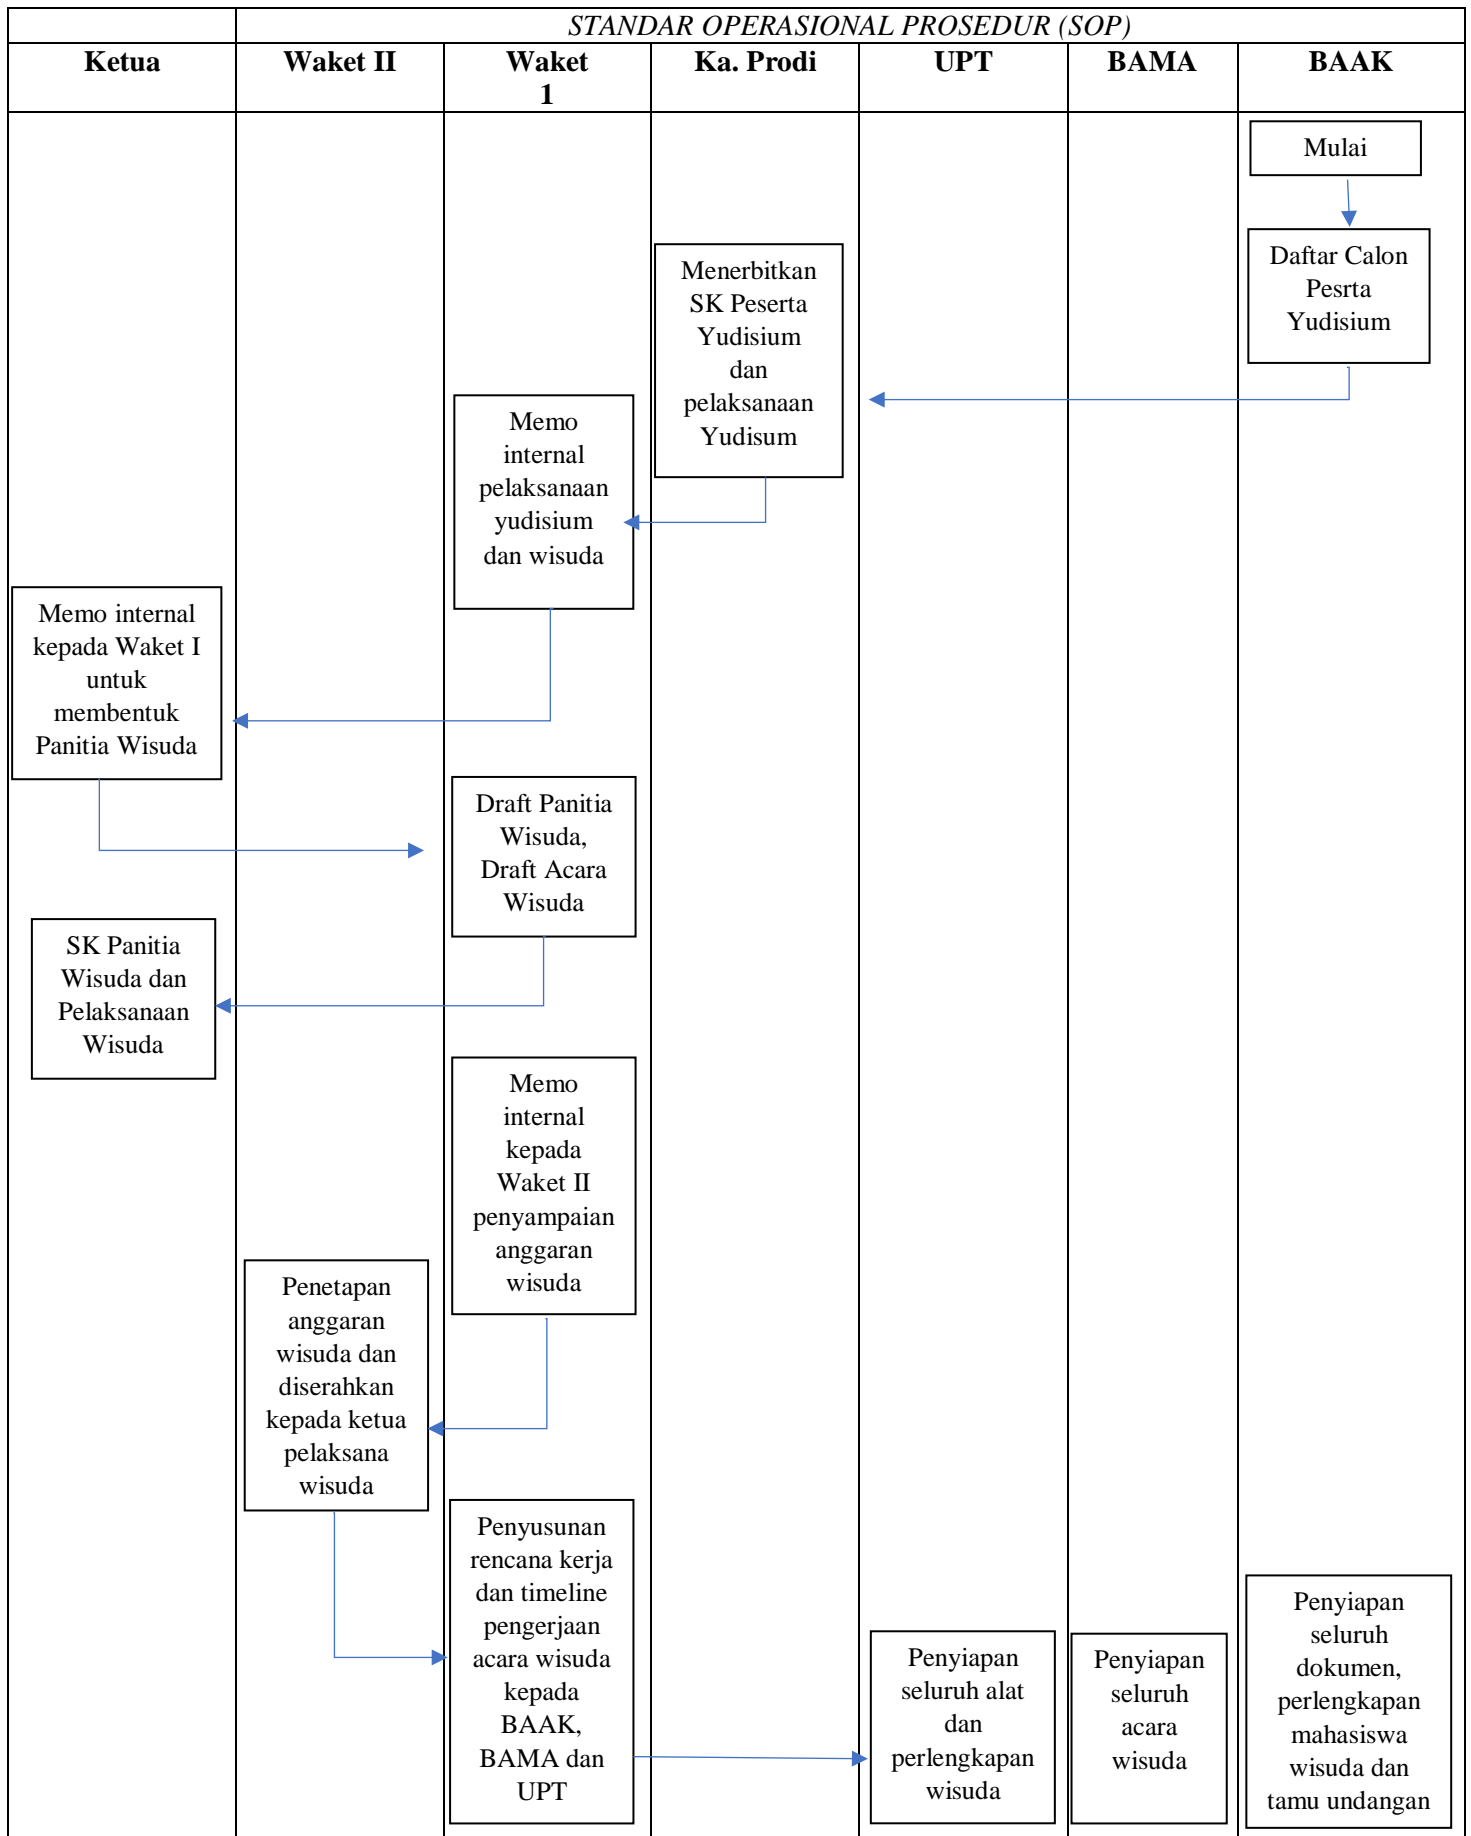 STANDAR OPERASIONAL PROSEDUR (SOP)
Ketua
Waket II
Waket
1
Ka. Prodi
UPT
BAMA
BAAK
Mulai
Daftar Calon
Pesrta
Yudisium
Menerbitkan
SK Peserta
Yudisium
dan
pelaksanaan
Yudisum
Memo
internal
pelaksanaan
yudisium
dan wisuda
Memo internal
kepada Waket I
untuk
membentuk
Panitia Wisuda
Draft Panitia
Wisuda,
Draft Acara
Wisuda
SK Panitia
Wisuda dan
Pelaksanaan
Wisuda
Memo
internal
kepada
Waket II
penyampaian
anggaran
wisuda
Penetapan
anggaran
wisuda dan
diserahkan
kepada ketua
pelaksana
wisuda
Penyusunan
rencana kerja
dan timeline
pengerjaan
acara wisuda
kepada
BAAK,
BAMA dan
UPT
Penyiapan
seluruh alat
dan
perlengkapan
wisuda
Penyiapan
seluruh
acara
wisuda
Penyiapan
seluruh
dokumen,
perlengkapan
mahasiswa
wisuda dan
tamu undangan